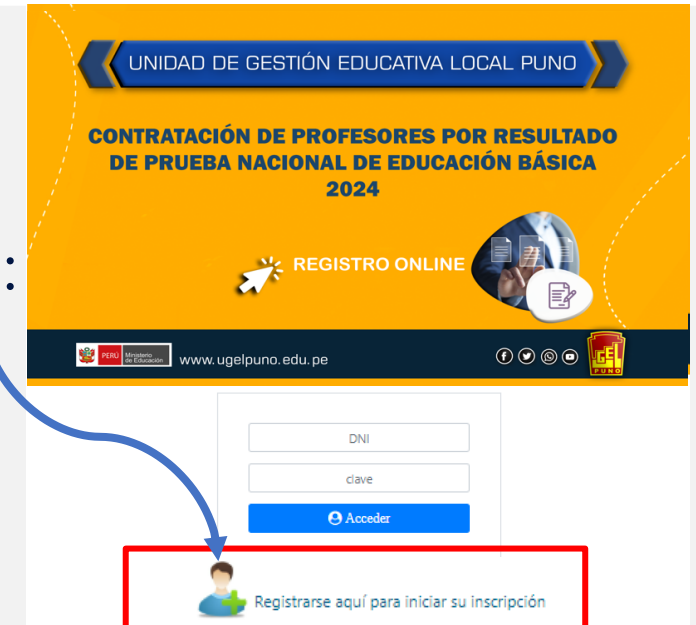 UNIDAD DE GESTIÓN EDUCATIVA LOCAL PUNO
CONTRATACIÓN DE PROFESORES POR RESULTADO
DE PRUEBA NACIONAL DE EDUCACIÓN BÁSICA
2024
REGISTRO ONLINE
PERÚ
Ministerio
de Educación
www.ugelpuno.edu.pe
UGEL
PUNO
DNI
clave
Acceder
Registrarse aquí para iniciar su inscripción